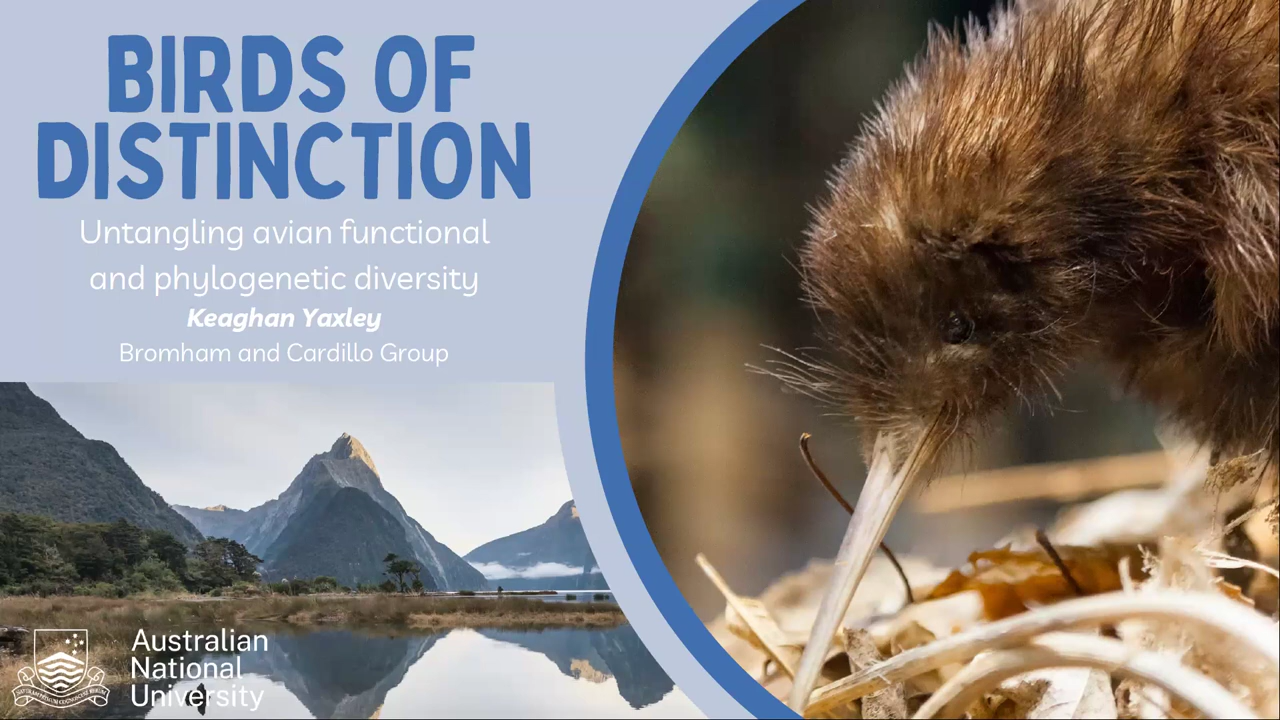 BIRDS OF
DISTINCTION
Untangling avian functional
and phylogenetic diversity
Keaghan Yaxley
Bromham and Cardillo Group
Australian
National
University